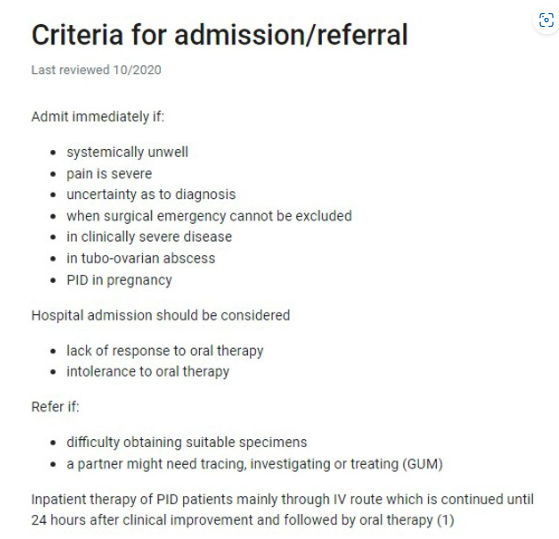 Criteria for admission/referral
Last reviewed 10/2020
Admit immediately if:
• systemically unwell
• pain is severe
• uncertainty as to diagnosis
• when surgical emergency cannot be excluded
• in clinically severe disease
• in tubo-ovarian abscess
• PID in pregnancy
Hospital admission should be considered
• lack of response to oral therapy
• intolerance to oral therapy
Refer if:
• difficulty obtaining suitable specimens
• a partner might need tracing, investigating or treating (GUM)
Inpatient therapy of PID patients mainly through IV route which is continued until
24 hours after clinical improvement and followed by oral therapy (1)